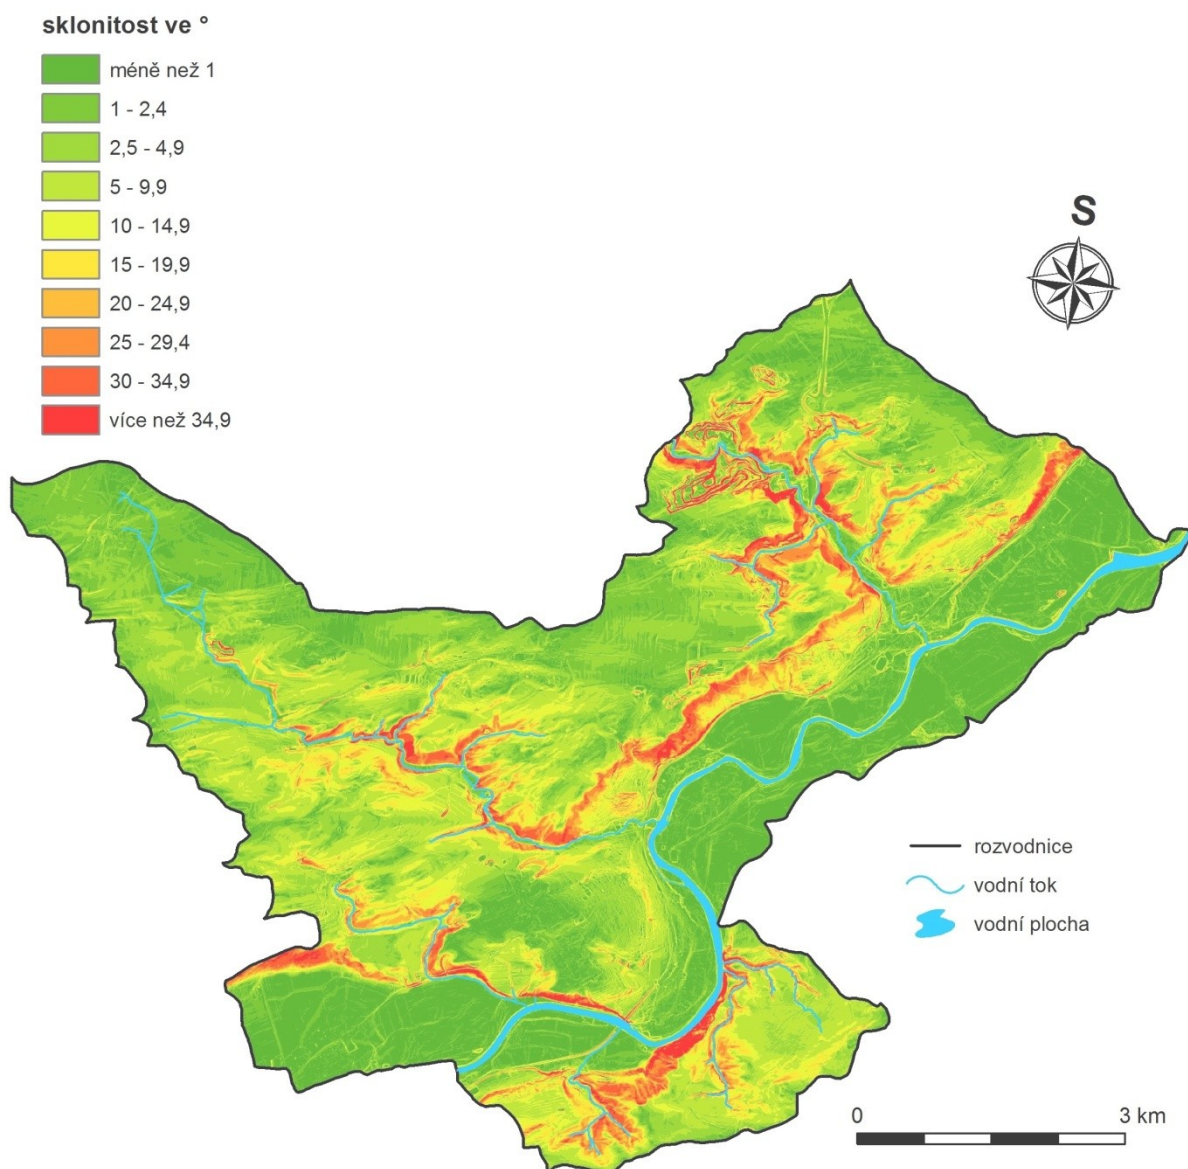 sklonitost ve °
méně než 1
1 - 2,4
2,5 - 4,9
5 - 9,9
10 - 14,9
15 - 19,9
20 - 24,9
25 - 29,4
30 - 34,9
více než 34,9
S
rozvodnice
vodní tok
vodní plocha
0 3 km